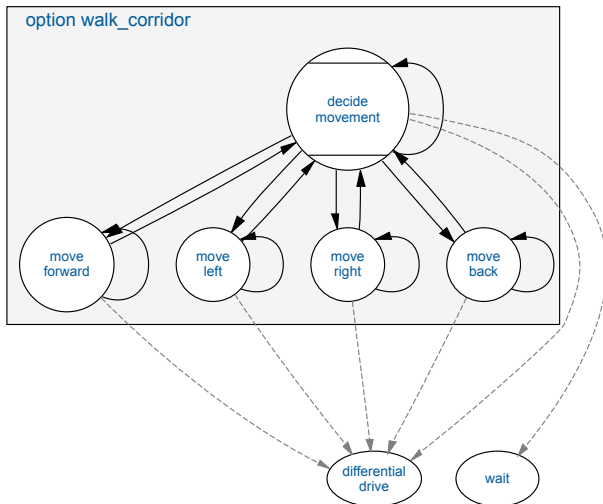 option walk_corridor
decide
movement
move
forward
move
left
move
right
move
back
differential
drive
wait